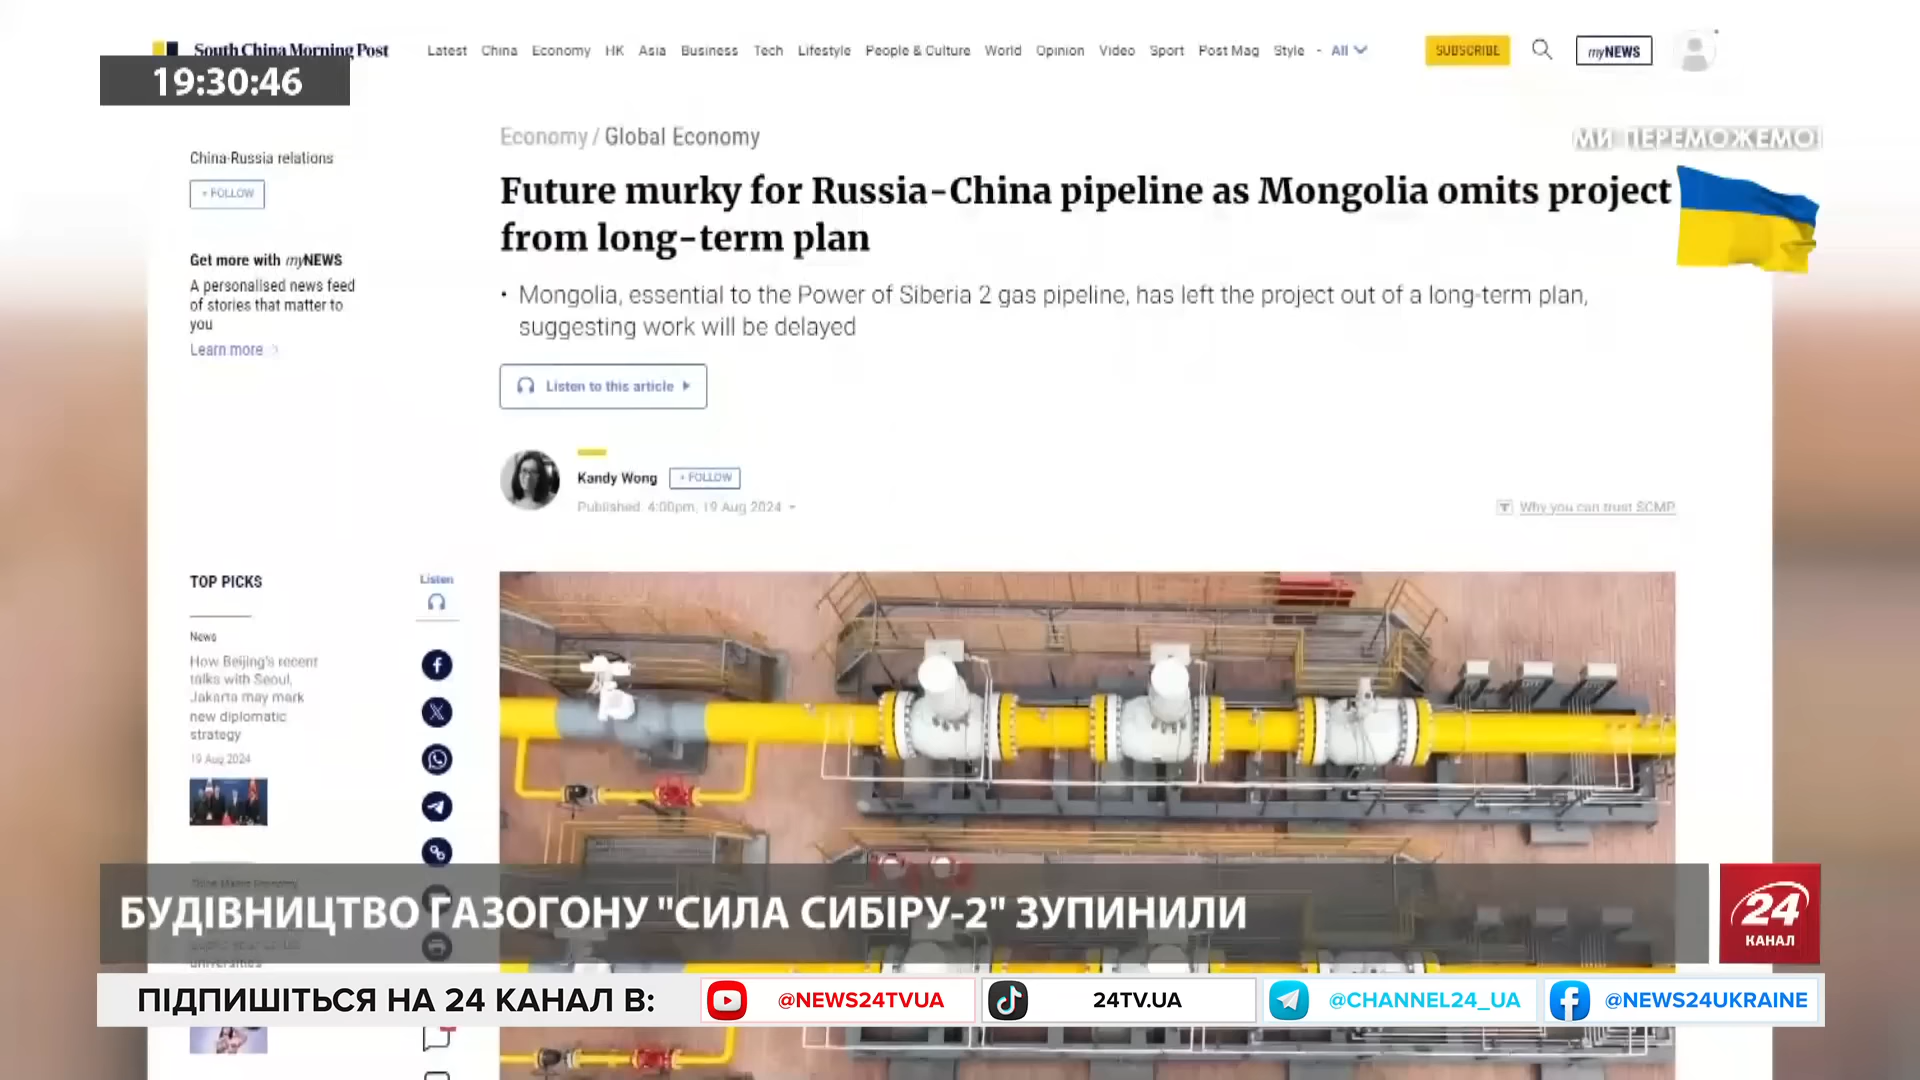 South China Morning Post
Latest China Economy HK Asia Business Tech Lifestyle People & Culture World Opinion Video Sport Post Mag Style - All
SUBSCRIBE
myNEWS
19:30:46
Economy / Global Economy
МИ ПЕРЕМОЖЕМО!
China-Russia relations
+ FOLLOW
Future murky for Russia-China pipeline as Mongolia omits project
from long-term plan
Get more with myNEWS
A personalised news feed
of stories that matter to
you
Learn more
• Mongolia, essential to the Power of Siberia 2 gas pipeline, has left the project out of a long-term plan,
suggesting work will be delayed
Listen to this article
Kandy Wong
+ FOLLOW
Published: 4:00pm, 19 Aug 2024
Why you can trust SCMP
TOP PICKS
Listen
News
How Beijing's recent
talks with Seoul,
Jakarta may mark
new diplomatic
strategy
19 Aug 2024
БУДІВНИЦТВО ГАЗОГОНУ "СИЛА СИБІРУ-2" ЗУПИНИЛИ
universities
24
КАНАЛ
ПІДПИШІТЬСЯ НА 24 КАНАЛ В:
@NEWS24TVUA
24TV.UA
@CHANNEL24_UA
@NEWS24UKRAINE